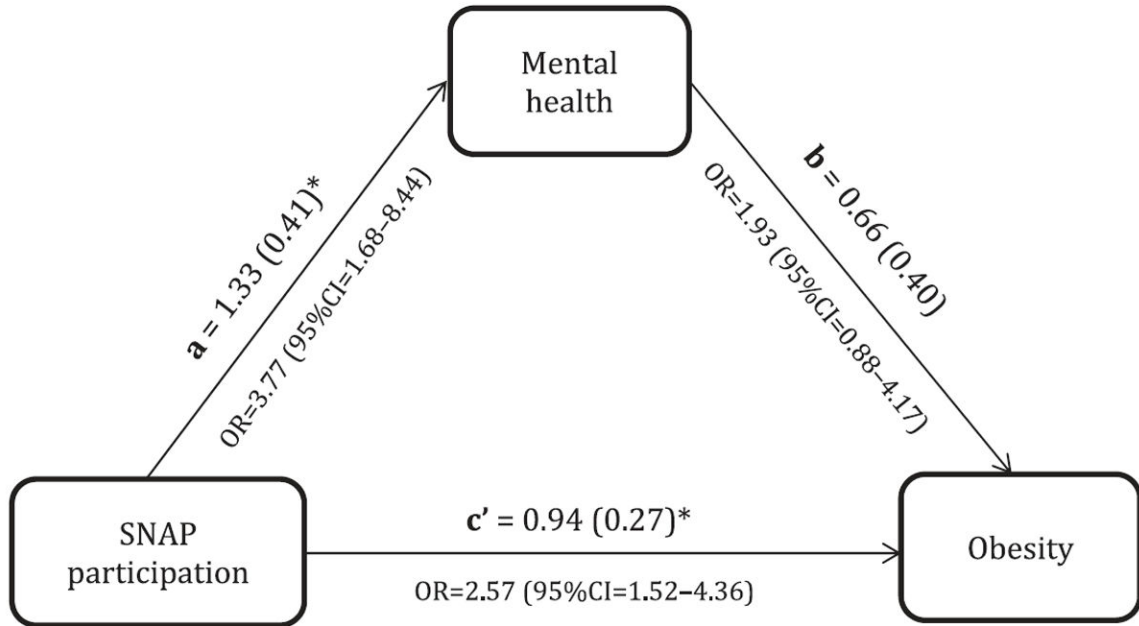 Mental
health
a = 1.33 (0.41)*
OR=3.77 (95%CI=1.68–8.44)
b = 0.66 (0.40)
OR=1.93 (95%CI=0.88–4.17)
SNAP
participation
c’ = 0.94 (0.27)*
OR=2.57 (95%CI=1.52–4.36)
Obesity